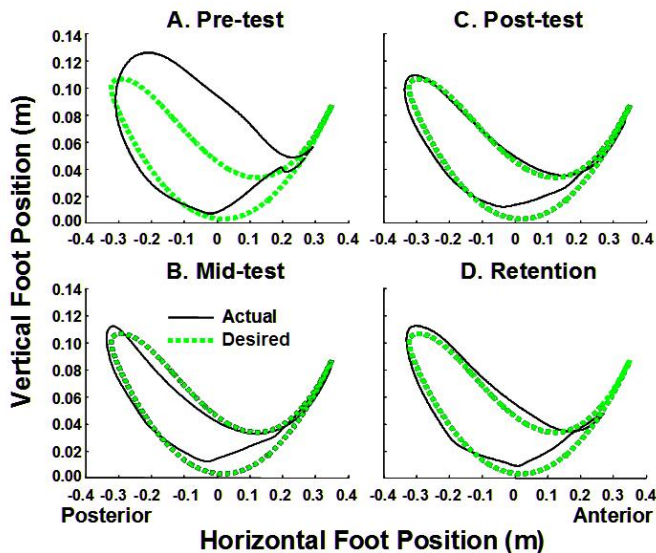 A. Pre-test
C. Post-test
0.14
0.12
0.10
0.08
0.06
0.04
0.02
0.00
-0.4 -0.3 -0.2 -0.1 0 0.1 0.2 0.3 0.4
-0.4 -0.3 -0.2 -0.1 0 0.1 0.2 0.3 0.4
B. Mid-test
D. Retention
0.14
0.12
0.10
0.08
0.06
0.04
0.02
0.00
Actual
Desired
-0.4 -0.3 -0.2 -0.1 0 0.1 0.2 0.3 0.4
-0.4 -0.3 -0.2 -0.1 0 0.1 0.2 0.3 0.4
Posterior
Anterior
Vertical Foot Position (m)
Horizontal Foot Position (m)